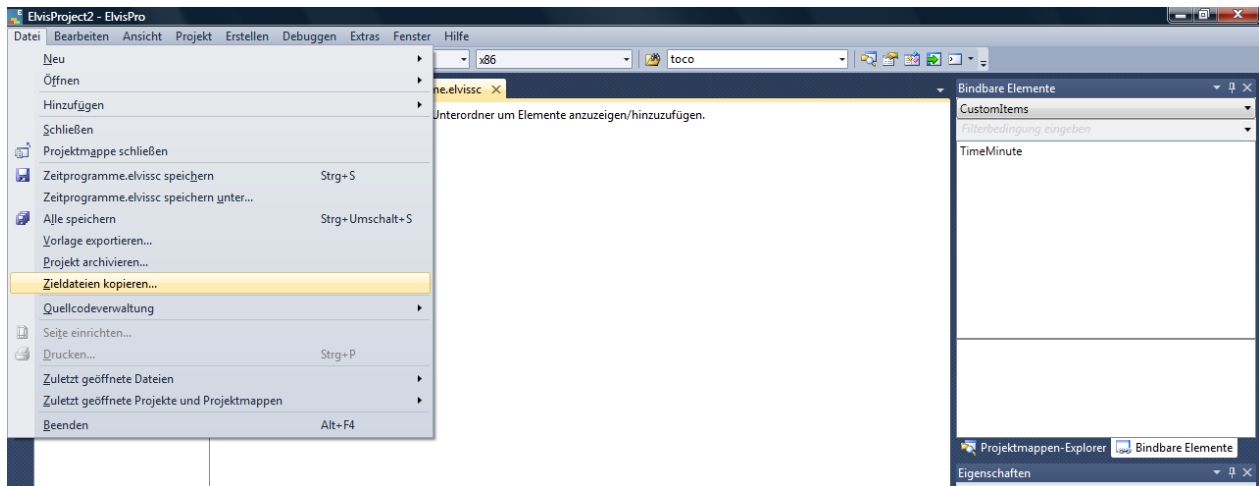 ElvisProject2 - ElvisPro
Datei Bearbeiten Ansicht Projekt Erstellen Debuggen Extras Fenster Hilfe
x86 toco
Neu
Öffnen
Hinzufügen
Schließen
Projektmappe schließen
Zeitprogramme.elvissc speichern Strg+S
Zeitprogramme.elvissc speichern unter...
Alle speichern Strg+Umschalt+S
Vorlage exportieren...
Projekt archivieren...
Zieldateien kopieren...
Quellcodeverwaltung
Seite einrichten...
Drucken... Strg+P
Zuletzt geöffnete Dateien
Zuletzt geöffnete Projekte und Projektmappen
Beenden Alt+F4
me.elvissc
Unterordner um Elemente anzuzeigen/hinzuzufügen.
Bindbare Elemente
CustomItems
Filterbedingung eingeben
TimeMinute
Projektmappen-Explorer Bindbare Elemente
Eigenschaften